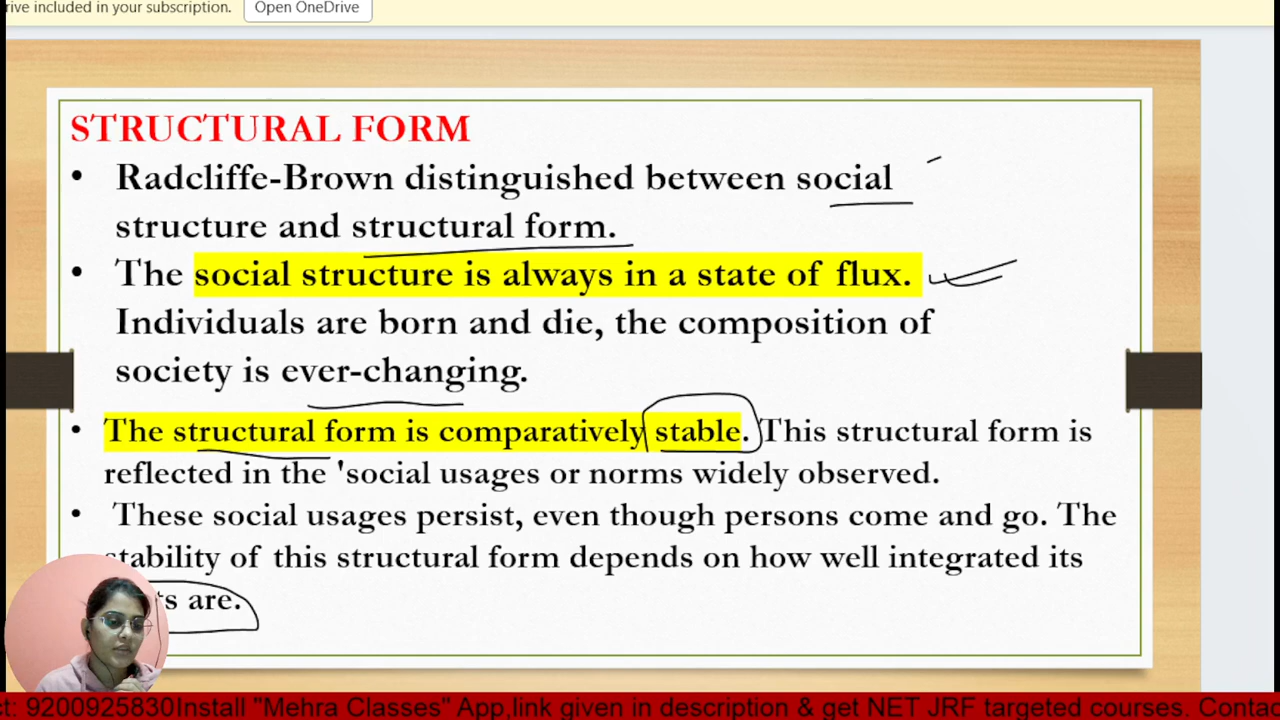 rive included in your subscription. Open OneDrive
STRUCTURAL FORM
• Radcliffe-Brown distinguished between social
structure and structural form.
• The social structure is always in a state of flux.
Individuals are born and die, the composition of
society is ever-changing.
• The structural form is comparatively stable. This structural form is
reflected in the 'social usages or norms widely observed.
• These social usages persist, even though persons come and go. The
stability of this structural form depends on how well integrated its
are.
ct: 9200925830Install "Mehra Classes" App,link given in description & get NET JRF targeted courses. Contac